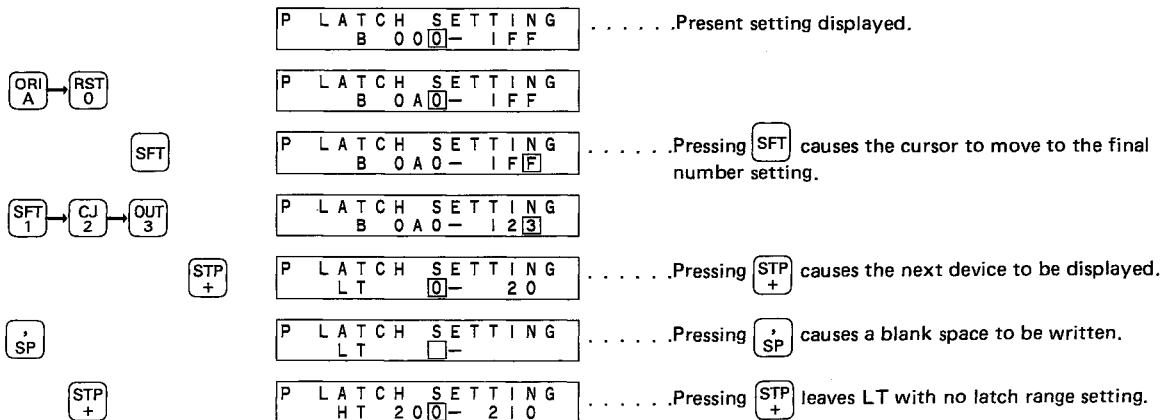 P LATCH SETTING
B 000– 1FF
. . . . . .Present setting displayed.
ORI A → RST 0
P LATCH SETTING
B 0A0– 1FF
SFT
P LATCH SETTING
B 0A0– 1FF
. . . . . .Pressing SFT causes the cursor to move to the final
number setting.
SFT 1 → CJ 2 → OUT 3
P LATCH SETTING
B 0A0– 123
STP +
P LATCH SETTING
LT 0– 20
. . . . . .Pressing STP + causes the next device to be displayed.
, SP
P LATCH SETTING
LT –
. . . . . .Pressing , SP causes a blank space to be written.
STP +
P LATCH SETTING
HT 200– 210
. . . . . .Pressing STP + leaves LT with no latch range setting.